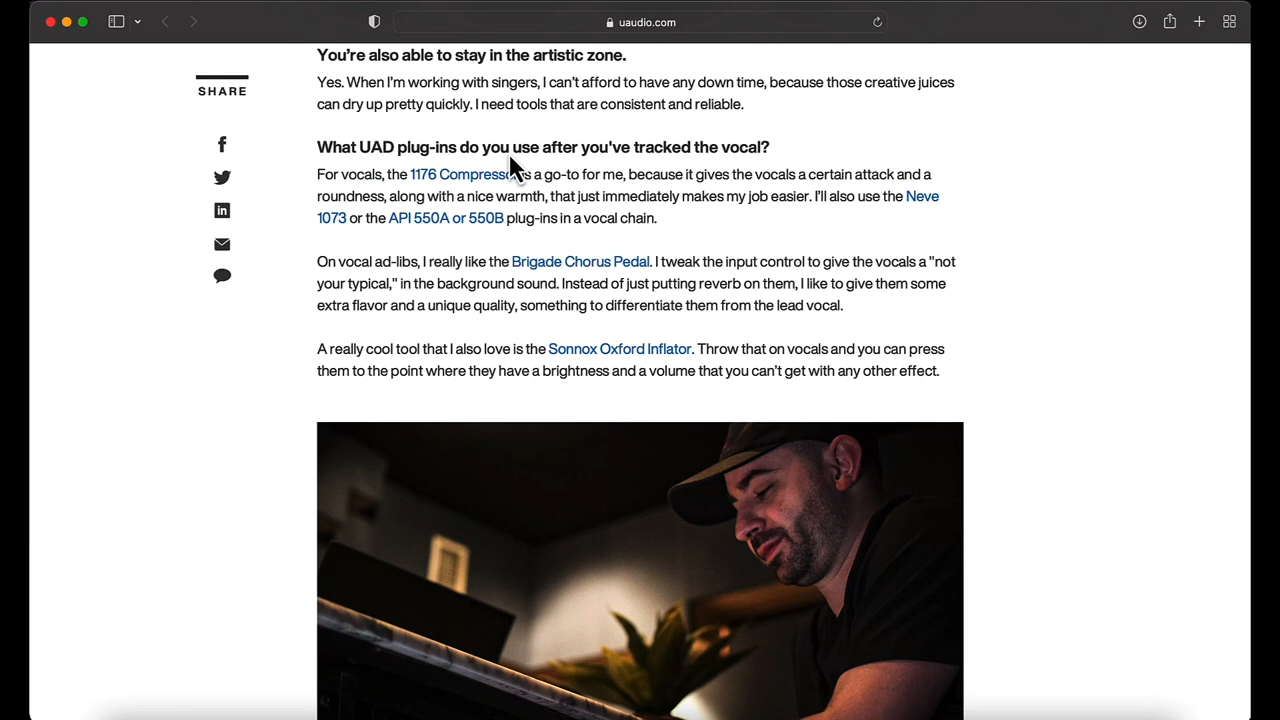 uaudio.com
You're also able to stay in the artistic zone.
Yes. When I'm working with singers, I can't afford to have any down time, because those creative juices
can dry up pretty quickly. I need tools that are consistent and reliable.
SHARE
What UAD plug-ins do you use after you've tracked the vocal?
For vocals, the 1176 Compressor is a go-to for me, because it gives the vocals a certain attack and a
roundness, along with a nice warmth, that just immediately makes my job easier. I'll also use the Neve
1073 or the API 550A or 550B plug-ins in a vocal chain.
On vocal ad-libs, I really like the Brigade Chorus Pedal. I tweak the input control to give the vocals a "not
your typical," in the background sound. Instead of just putting reverb on them, I like to give them some
extra flavor and a unique quality, something to differentiate them from the lead vocal.
A really cool tool that I also love is the Sonnox Oxford Inflator. Throw that on vocals and you can press
them to the point where they have a brightness and a volume that you can't get with any other effect.